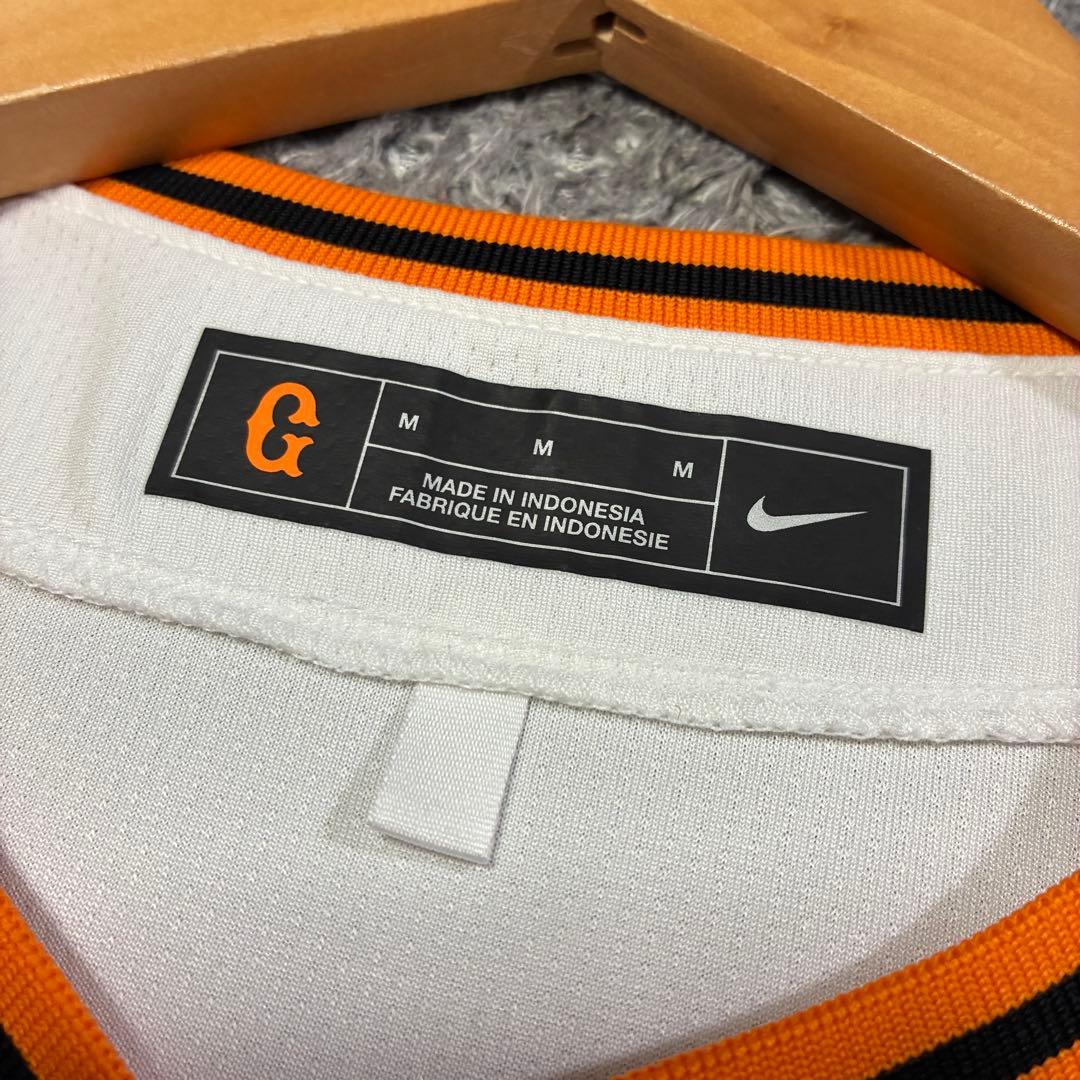 G
M M M
MADE IN INDONESIA
FABRIQUE EN INDONESIE